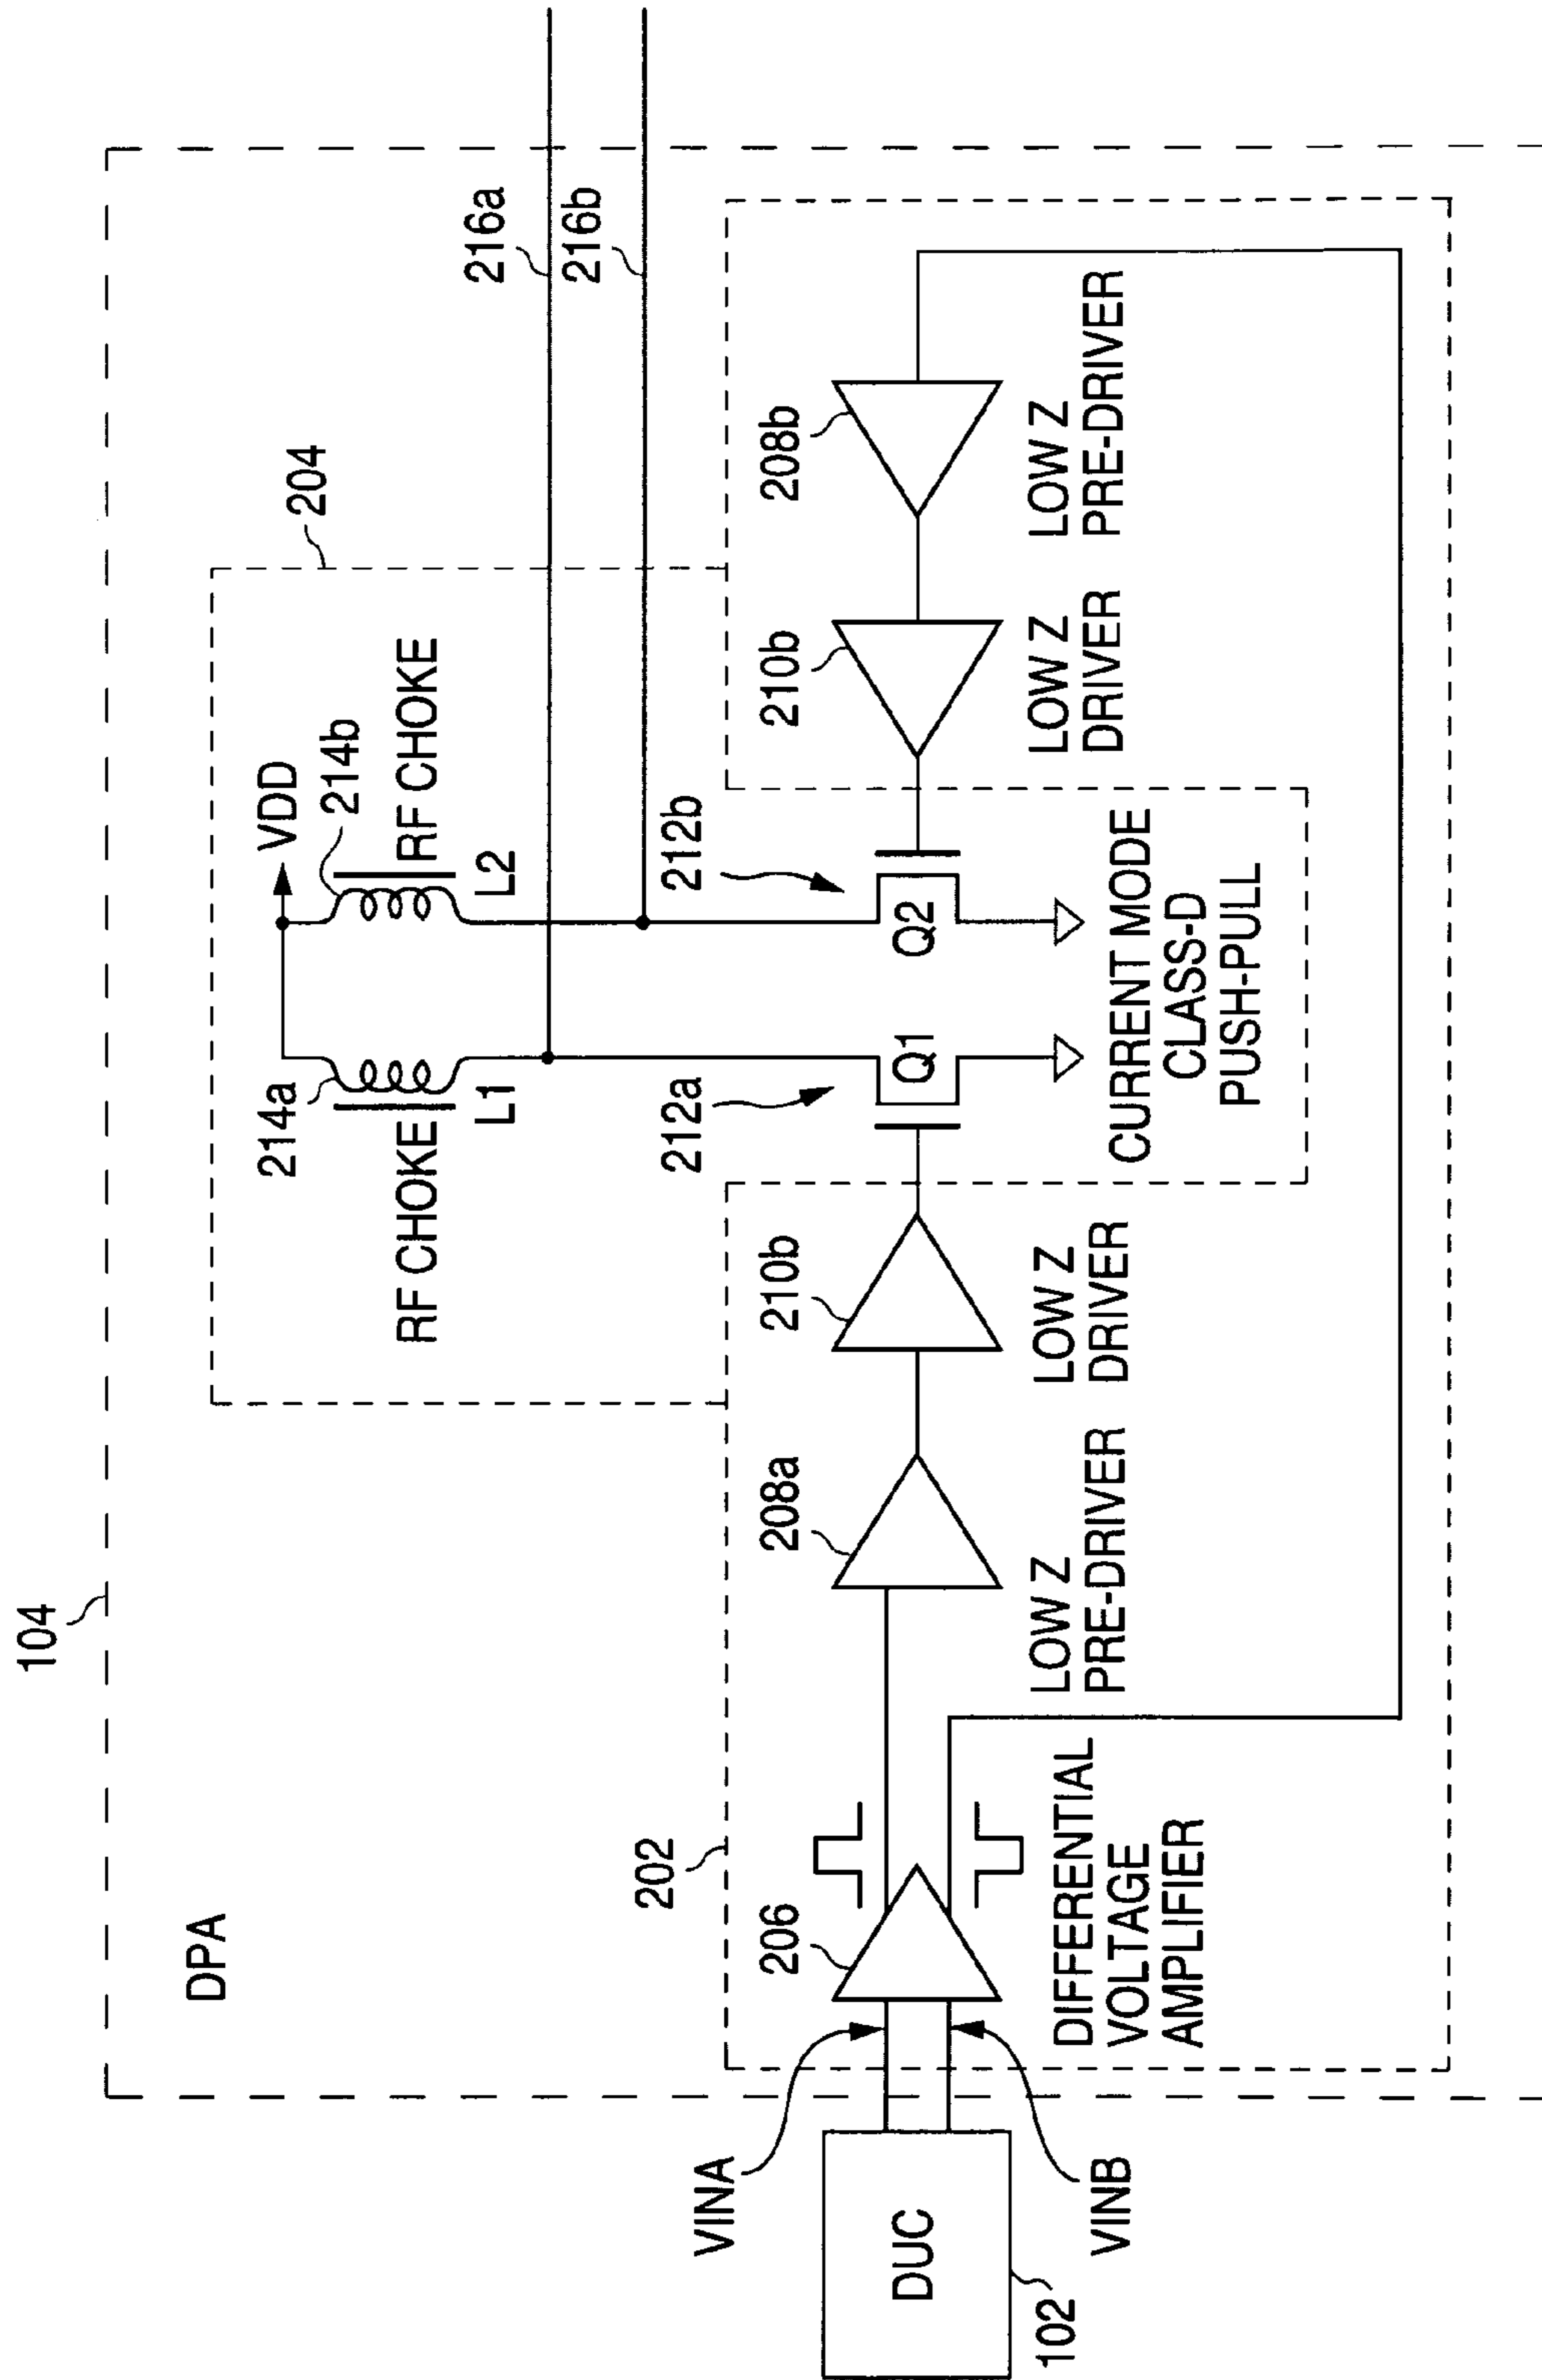 104
DPA
204
VDD
214a
214b
RF CHOKE
RF CHOKE
L1
L2
216a
216b
202
212a
212b
VINA
206
208a
210b
Q1
Q2
210b
208b
DUC
102
VINB
DIFFERENTIAL
VOLTAGE
AMPLIFIER
LOW Z
PRE-DRIVER
LOW Z
DRIVER
CURRENT MODE
CLASS-D
PUSH-PULL
LOW Z
DRIVER
LOW Z
PRE-DRIVER